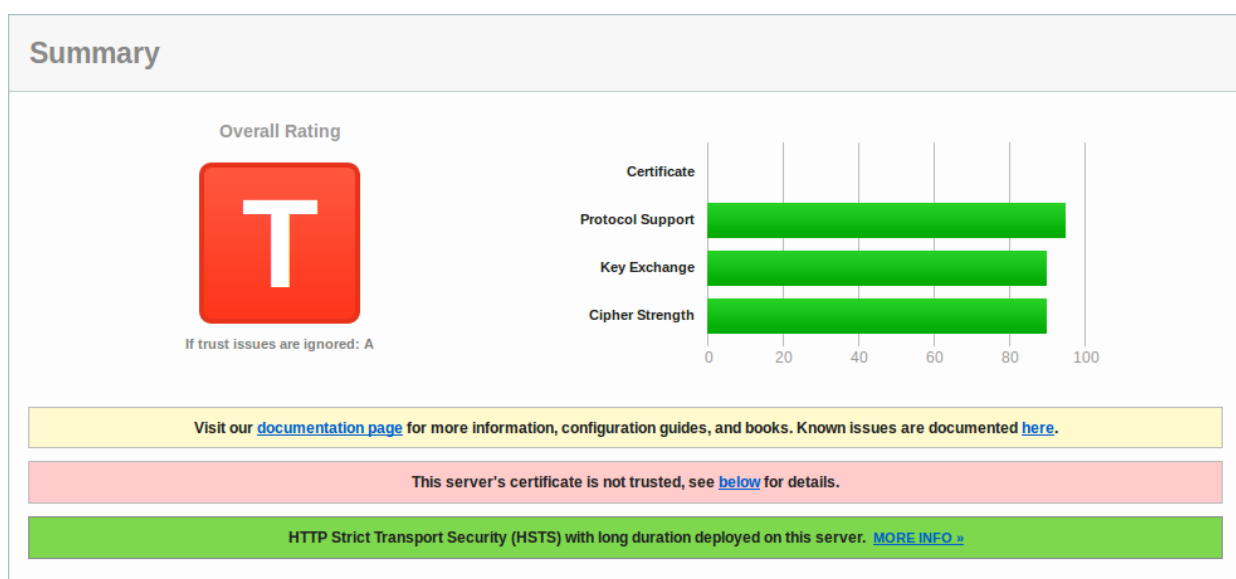 Summary
Overall Rating
T
If trust issues are ignored: A
Certificate
Protocol Support
Key Exchange
Cipher Strength
0 20 40 60 80 100
Visit our documentation page for more information, configuration guides, and books. Known issues are documented here.
This server's certificate is not trusted, see below for details.
HTTP Strict Transport Security (HSTS) with long duration deployed on this server. MORE INFO »